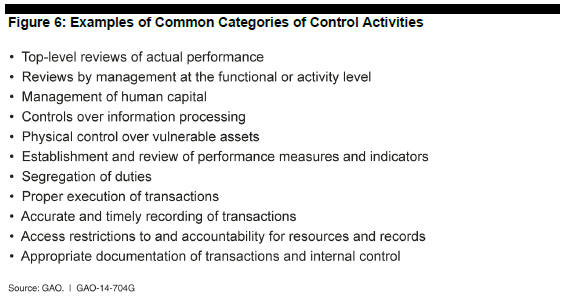 Figure 6: Examples of Common Categories of Control Activities
• Top-level reviews of actual performance
• Reviews by management at the functional or activity level
• Management of human capital
• Controls over information processing
• Physical control over vulnerable assets
• Establishment and review of performance measures and indicators
• Segregation of duties
• Proper execution of transactions
• Accurate and timely recording of transactions
• Access restrictions to and accountability for resources and records
• Appropriate documentation of transactions and internal control
Source: GAO. | GAO-14-704G